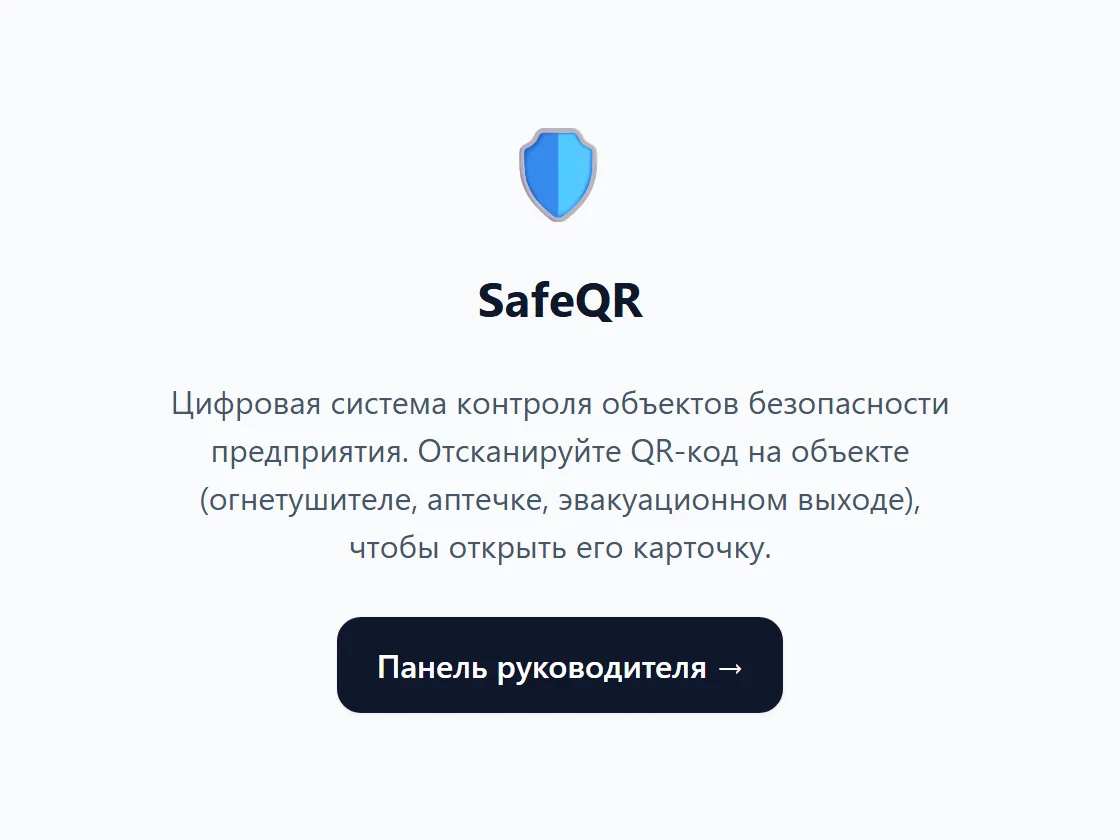 SafeQR
Цифровая система контроля объектов безопасности
предприятия. Отсканируйте QR-код на объекте
(огнетушителе, аптечке, эвакуационном выходе),
чтобы открыть его карточку.
Панель руководителя →